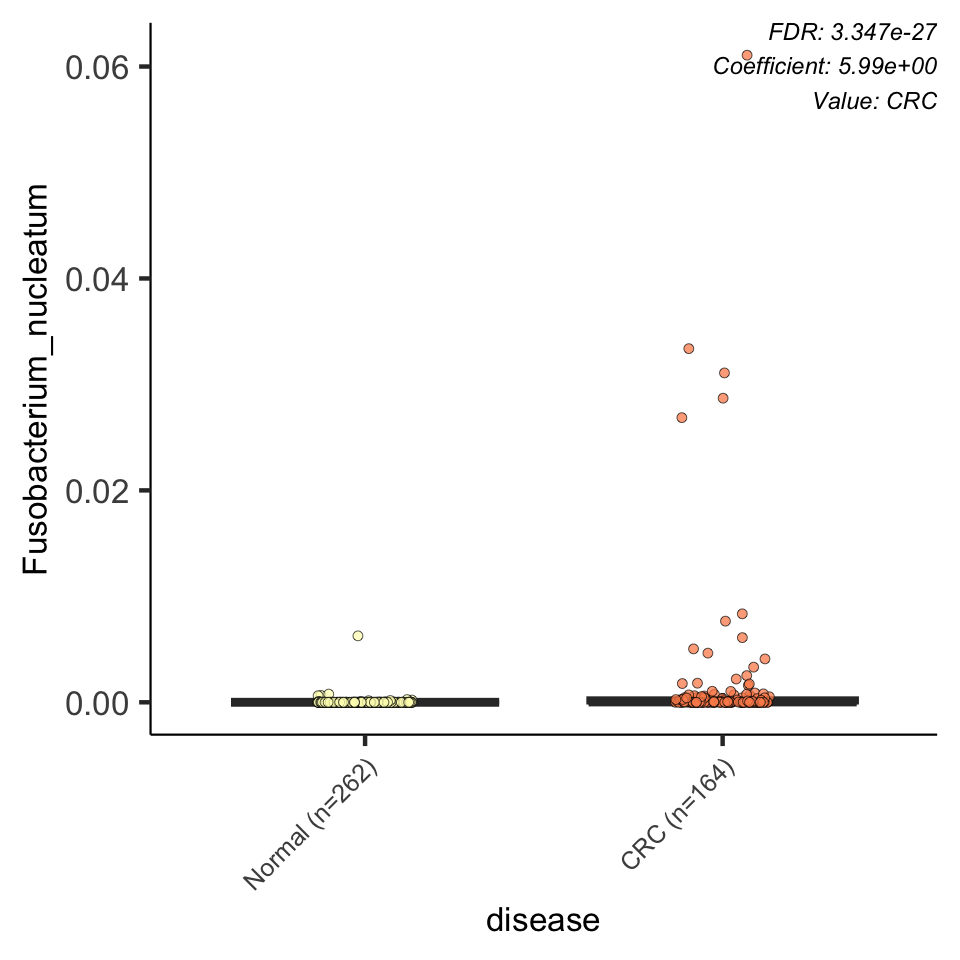 FDR: 3.347e-27
Coefficient: 5.99e+00
Value: CRC
Fusobacterium_nucleatum
0.06
0.04
0.02
0.00
Normal (n=262)
CRC (n=164)
disease